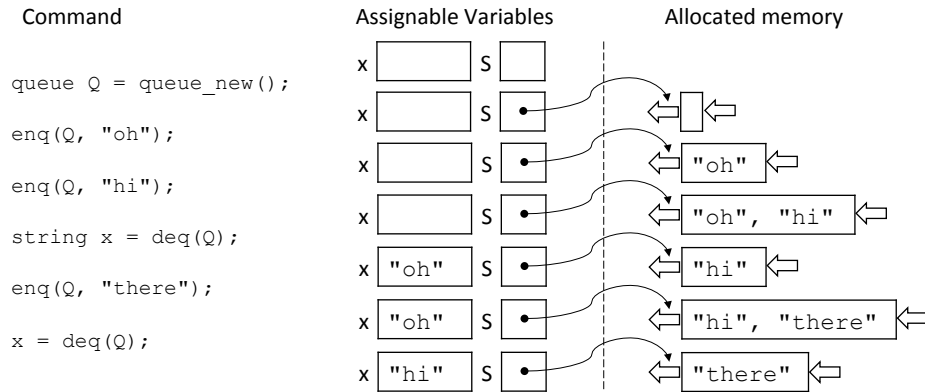 Command Assignable Variables Allocated memory
x S
queue Q = queue_new();
x S
enq(Q, "oh");
x S "oh"
enq(Q, "hi");
x S "oh", "hi"
string x = deq(Q);
x "oh" S "hi"
enq(Q, "there");
x "oh" S "hi", "there"
x = deq(Q);
x "hi" S "there"